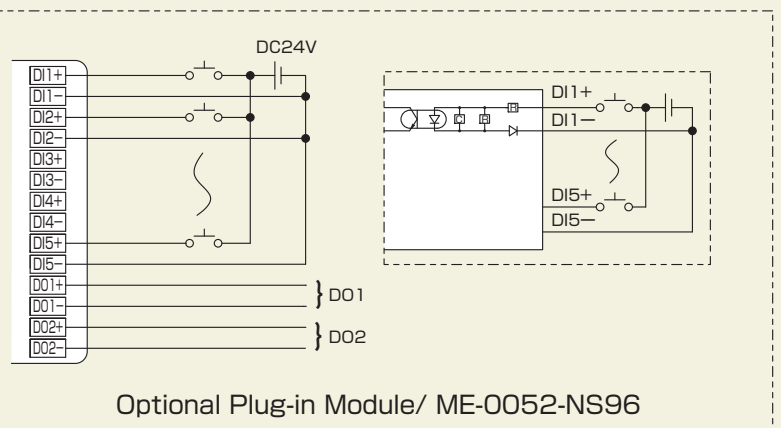 DC24V
DI1+
DI1−
DI2+
DI2−
DI3+
DI3−
DI4+
DI4−
DI5+
DI5−
DO1+
DO1−
DO2+
DO2−
DO1
DO2
C
R
R
DI1+
DI1−
DI5+
DI5−
Optional Plug-in Module/ ME-0052-NS96